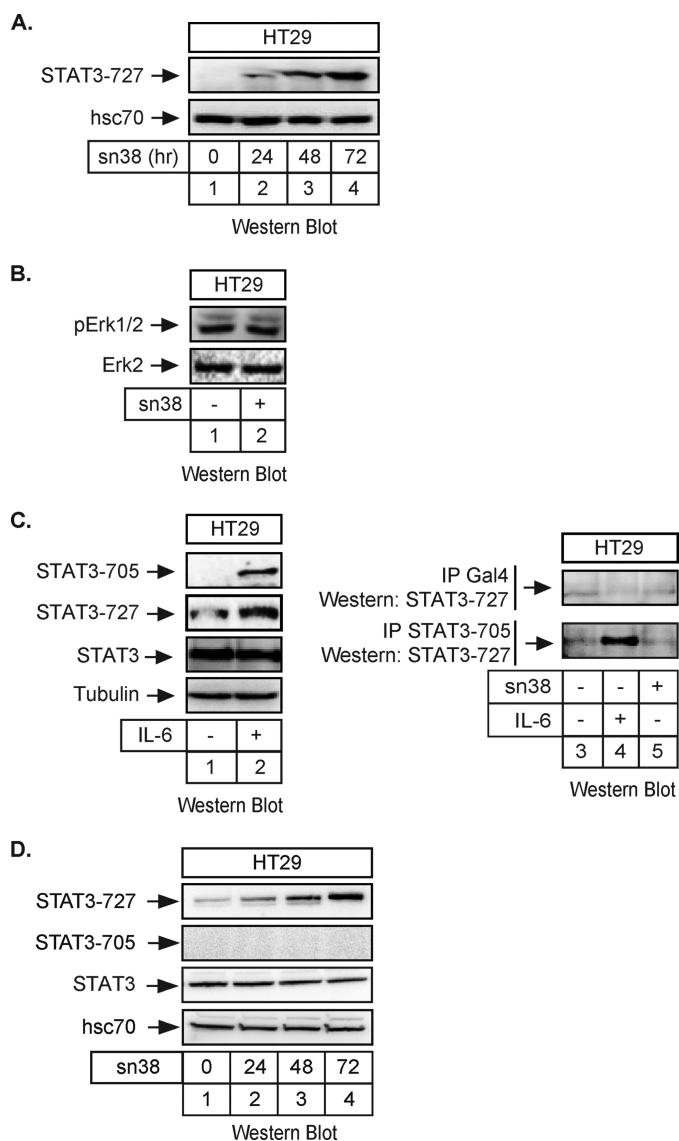 A.
HT29
STAT3-727
hsc70
sn38 (hr) 0 24 48 72
1 2 3 4
Western Blot
B.
HT29
pErk1/2
Erk2
sn38 - +
1 2
Western Blot
C.
HT29
STAT3-705
STAT3-727
STAT3
Tubulin
IL-6 - +
1 2
Western Blot
HT29
IP Gal4
Western: STAT3-727
IP STAT3-705
Western: STAT3-727
sn38 - - +
IL-6 - + -
3 4 5
Western Blot
D.
HT29
STAT3-727
STAT3-705
STAT3
hsc70
sn38 0 24 48 72
1 2 3 4
Western Blot